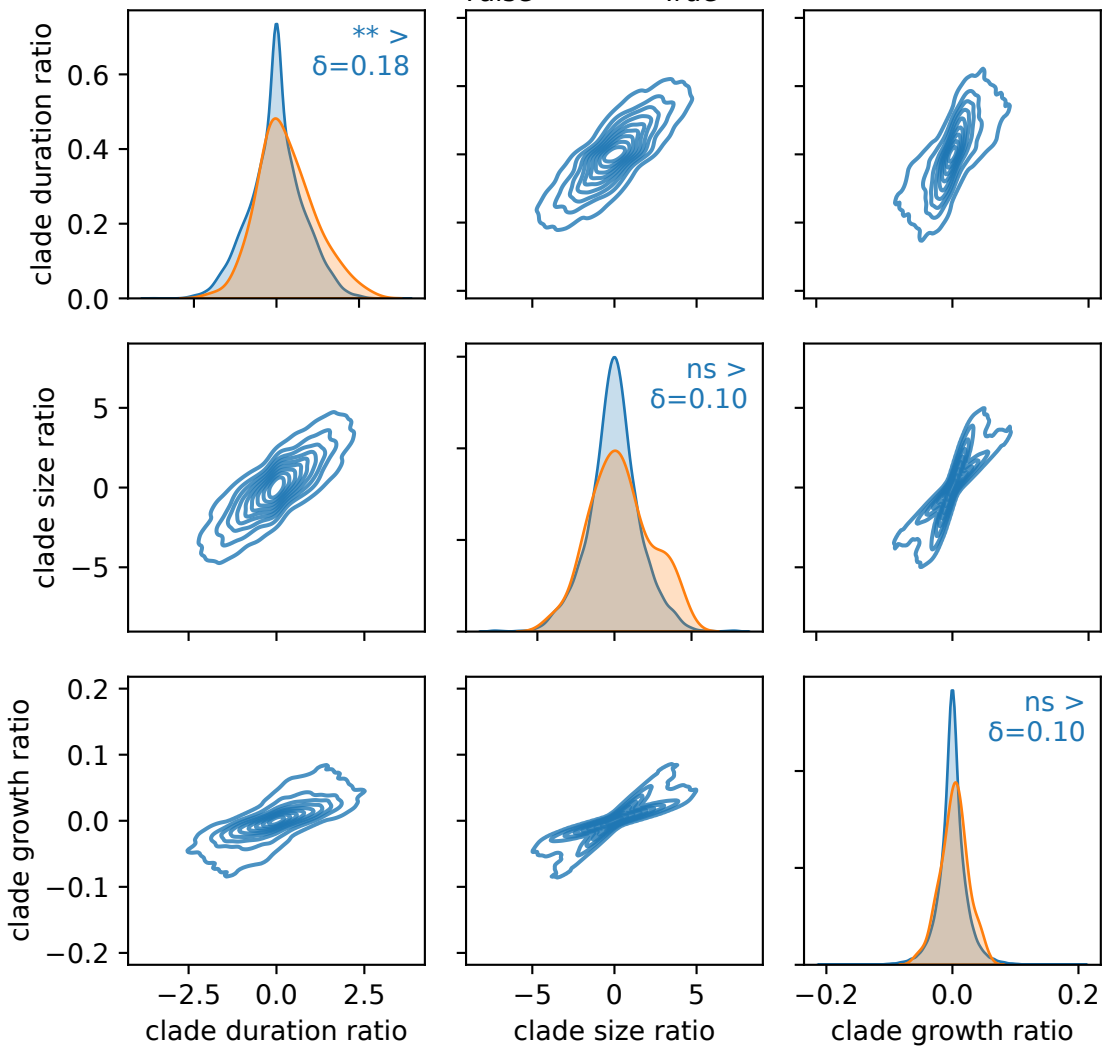 ** >
δ=0.18
clade duration ratio
0.6
0.4
0.2
0.0
ns >
δ=0.10
clade size ratio
5
0
−5
ns >
δ=0.10
clade growth ratio
0.2
0.1
0.0
−0.1
−0.2
−2.5 0.0 2.5
−5 0 5
−0.2 0.0 0.2
clade duration ratio
clade size ratio
clade growth ratio